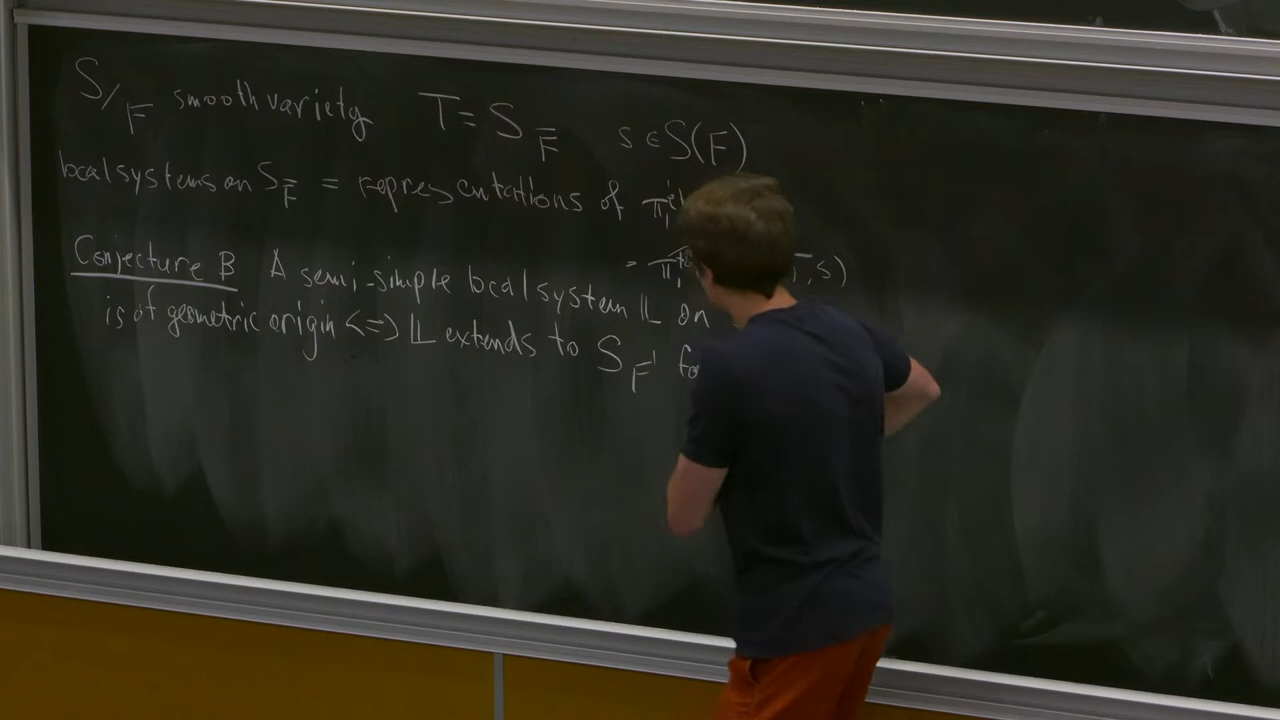 S/F smooth variety T = S_F̄ s ∈ S(F)
local systems on S_F̄ = representations of π₁
= π₁ , s)
Conjecture B A semi-simple local system 𝕃 on
is of geometric origin <=> 𝕃 extends to S_F'